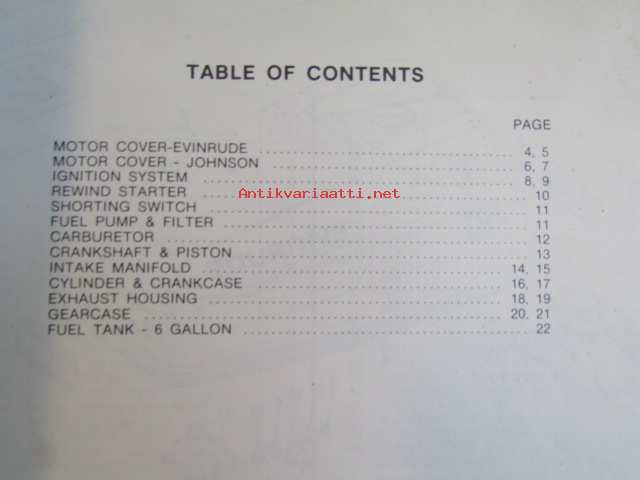 TABLE OF CONTENTS
PAGE
MOTOR COVER-EVINRUDE 4, 5
MOTOR COVER - JOHNSON 6, 7
IGNITION SYSTEM 8, 9
REWIND STARTER 10
Antikvariaatti.net
SHORTING SWITCH 11
FUEL PUMP & FILTER 11
CARBURETOR 12
CRANKSHAFT & PISTON 13
INTAKE MANIFOLD 14, 15
CYLINDER & CRANKCASE 16, 17
EXHAUST HOUSING 18, 19
GEARCASE 20, 21
FUEL TANK - 6 GALLON 22